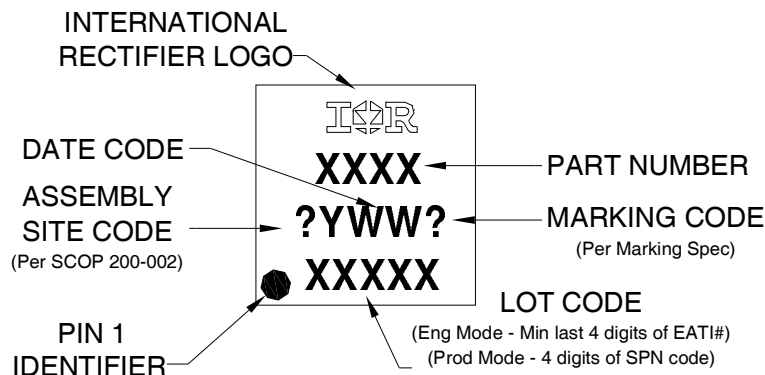 INTERNATIONAL
RECTIFIER LOGO
IOR
DATE CODE
XXXX
PART NUMBER
ASSEMBLY
SITE CODE
(Per SCOP 200-002)
?YWW?
MARKING CODE
(Per Marking Spec)
XXXXX
LOT CODE
(Eng Mode - Min last 4 digits of EATI#)
(Prod Mode - 4 digits of SPN code)
PIN 1
IDENTIFIER